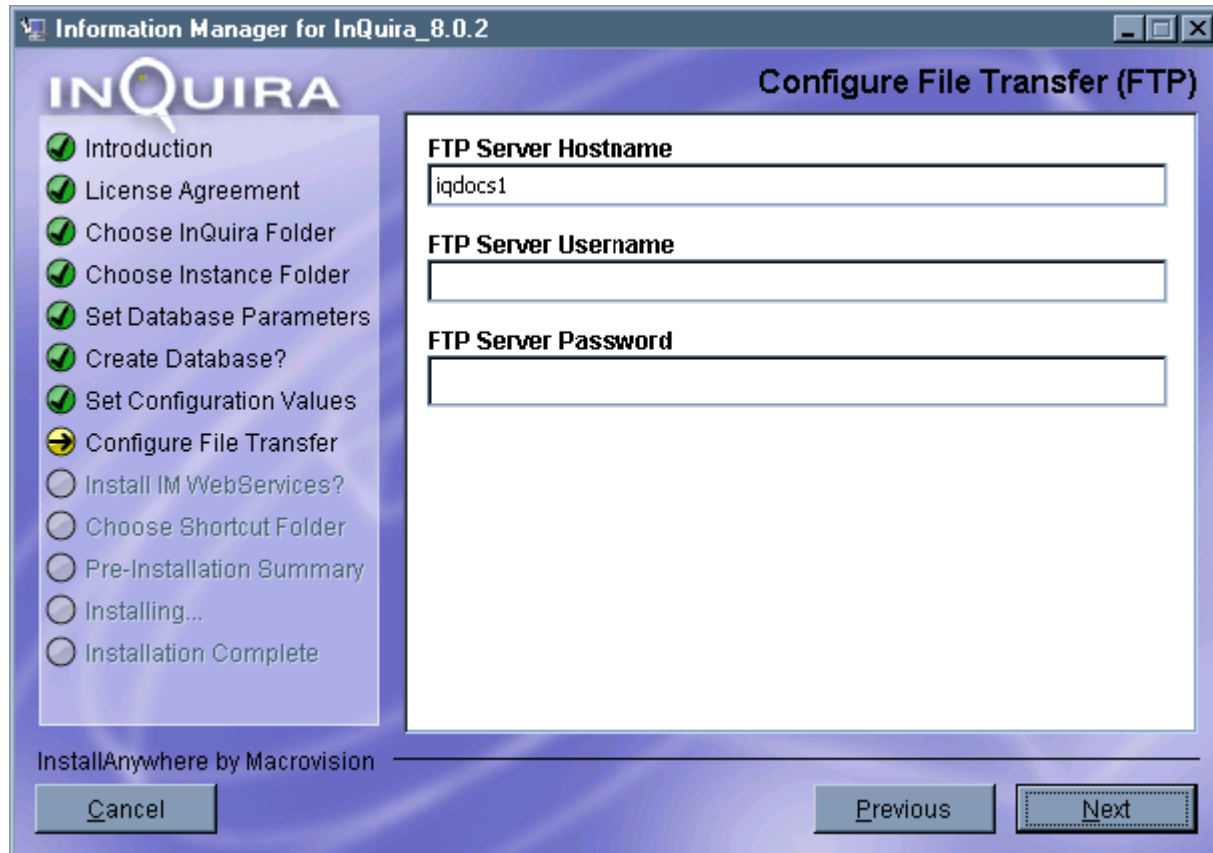 Information Manager for InQuira_8.0.2
INQUIRA
Configure File Transfer (FTP)
Introduction
License Agreement
Choose InQuira Folder
Choose Instance Folder
Set Database Parameters
Create Database?
Set Configuration Values
Configure File Transfer
Install IM WebServices?
Choose Shortcut Folder
Pre-Installation Summary
Installing...
Installation Complete
FTP Server Hostname
iqdocs1
FTP Server Username
FTP Server Password
InstallAnywhere by Macrovision
Cancel
Previous
Next